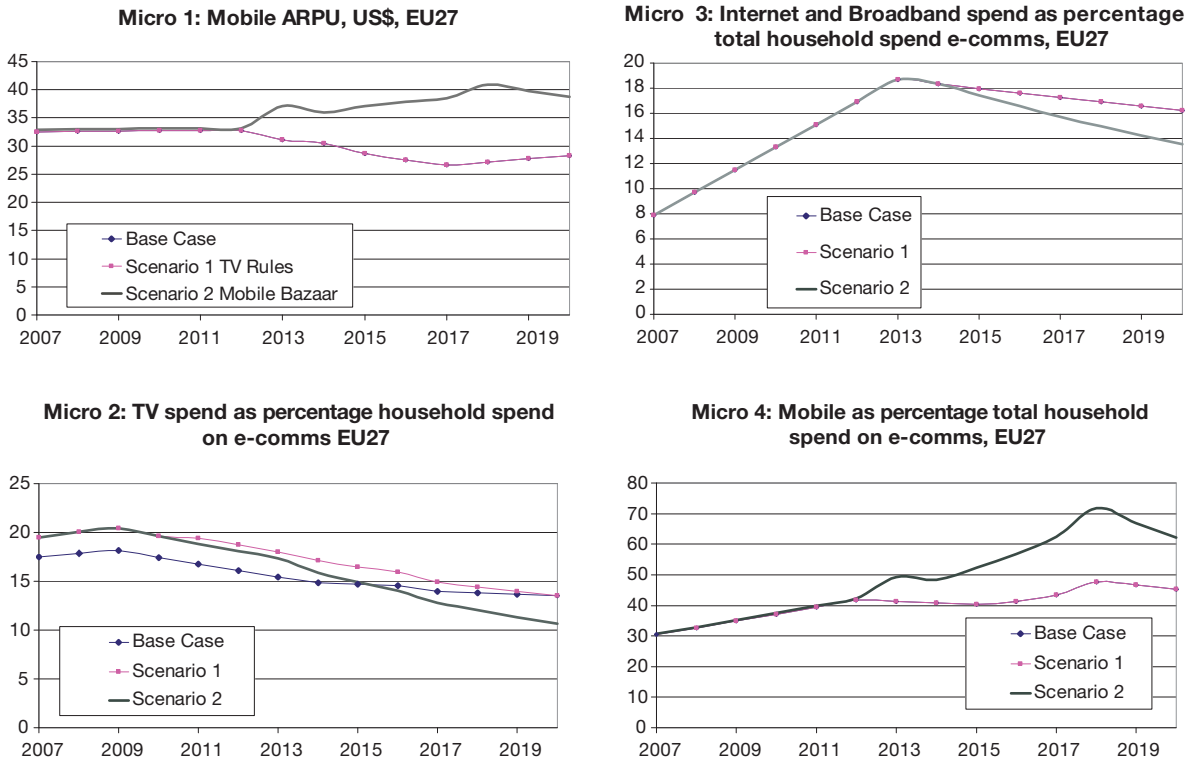 Micro 1: Mobile ARPU, US$, EU27
45
40
35
30
25
20
15
10
5
0
Base Case
Scenario 1 TV Rules
Scenario 2 Mobile Bazaar
2007 2009 2011 2013 2015 2017 2019
Micro 3: Internet and Broadband spend as percentage
total household spend e-comms, EU27
20
18
16
14
12
10
8
6
4
2
0
Base Case
Scenario 1
Scenario 2
2007 2009 2011 2013 2015 2017 2019
Micro 2: TV spend as percentage household spend
on e-comms EU27
25
20
15
10
5
0
Base Case
Scenario 1
Scenario 2
2007 2009 2011 2013 2015 2017 2019
Micro 4: Mobile as percentage total household
spend on e-comms, EU27
80
70
60
50
40
30
20
10
0
Base Case
Scenario 1
Scenario 2
2007 2009 2011 2013 2015 2017 2019